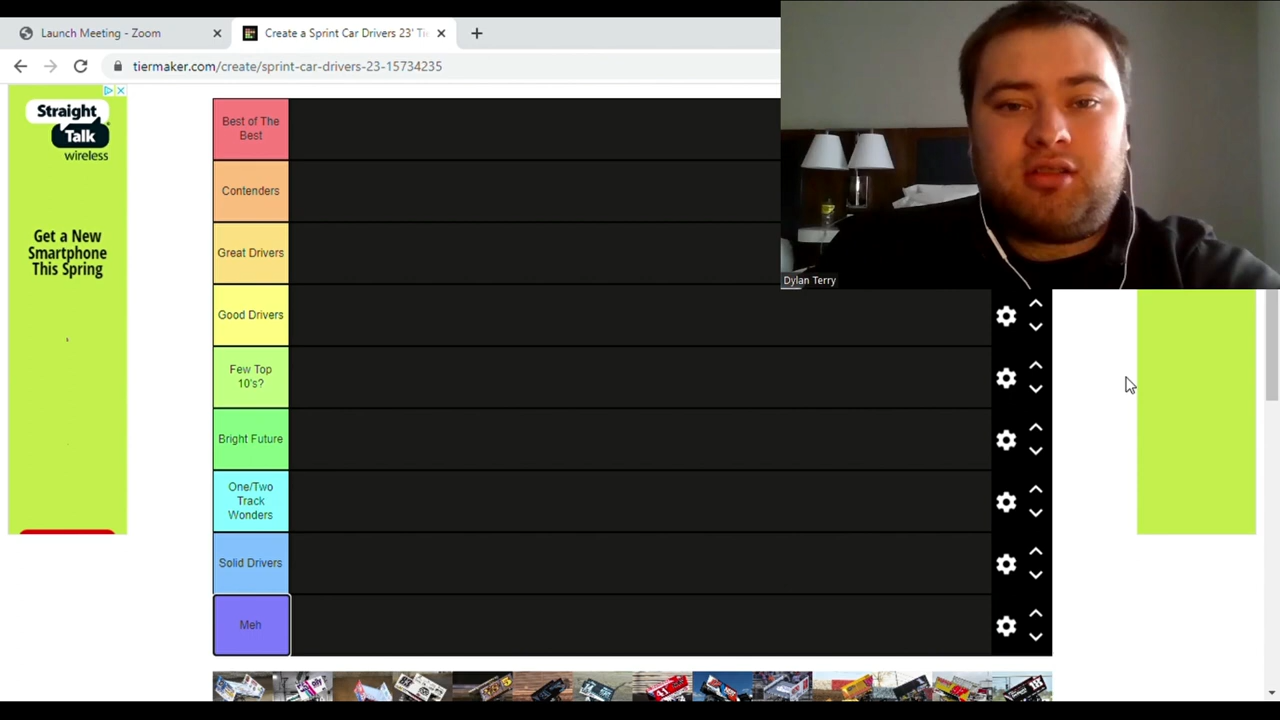 Launch Meeting - Zoom
Create a Sprint Car Drivers 23' Tie
tiermaker.com/create/sprint-car-drivers-23-15734235
Straight
Talk
wireless
Get a New
Smartphone
This Spring
Best of The
Best
Contenders
Great Drivers
Good Drivers
Few Top
10's?
Bright Future
One/Two
Track
Wonders
Solid Drivers
Meh
Dylan Terry
41